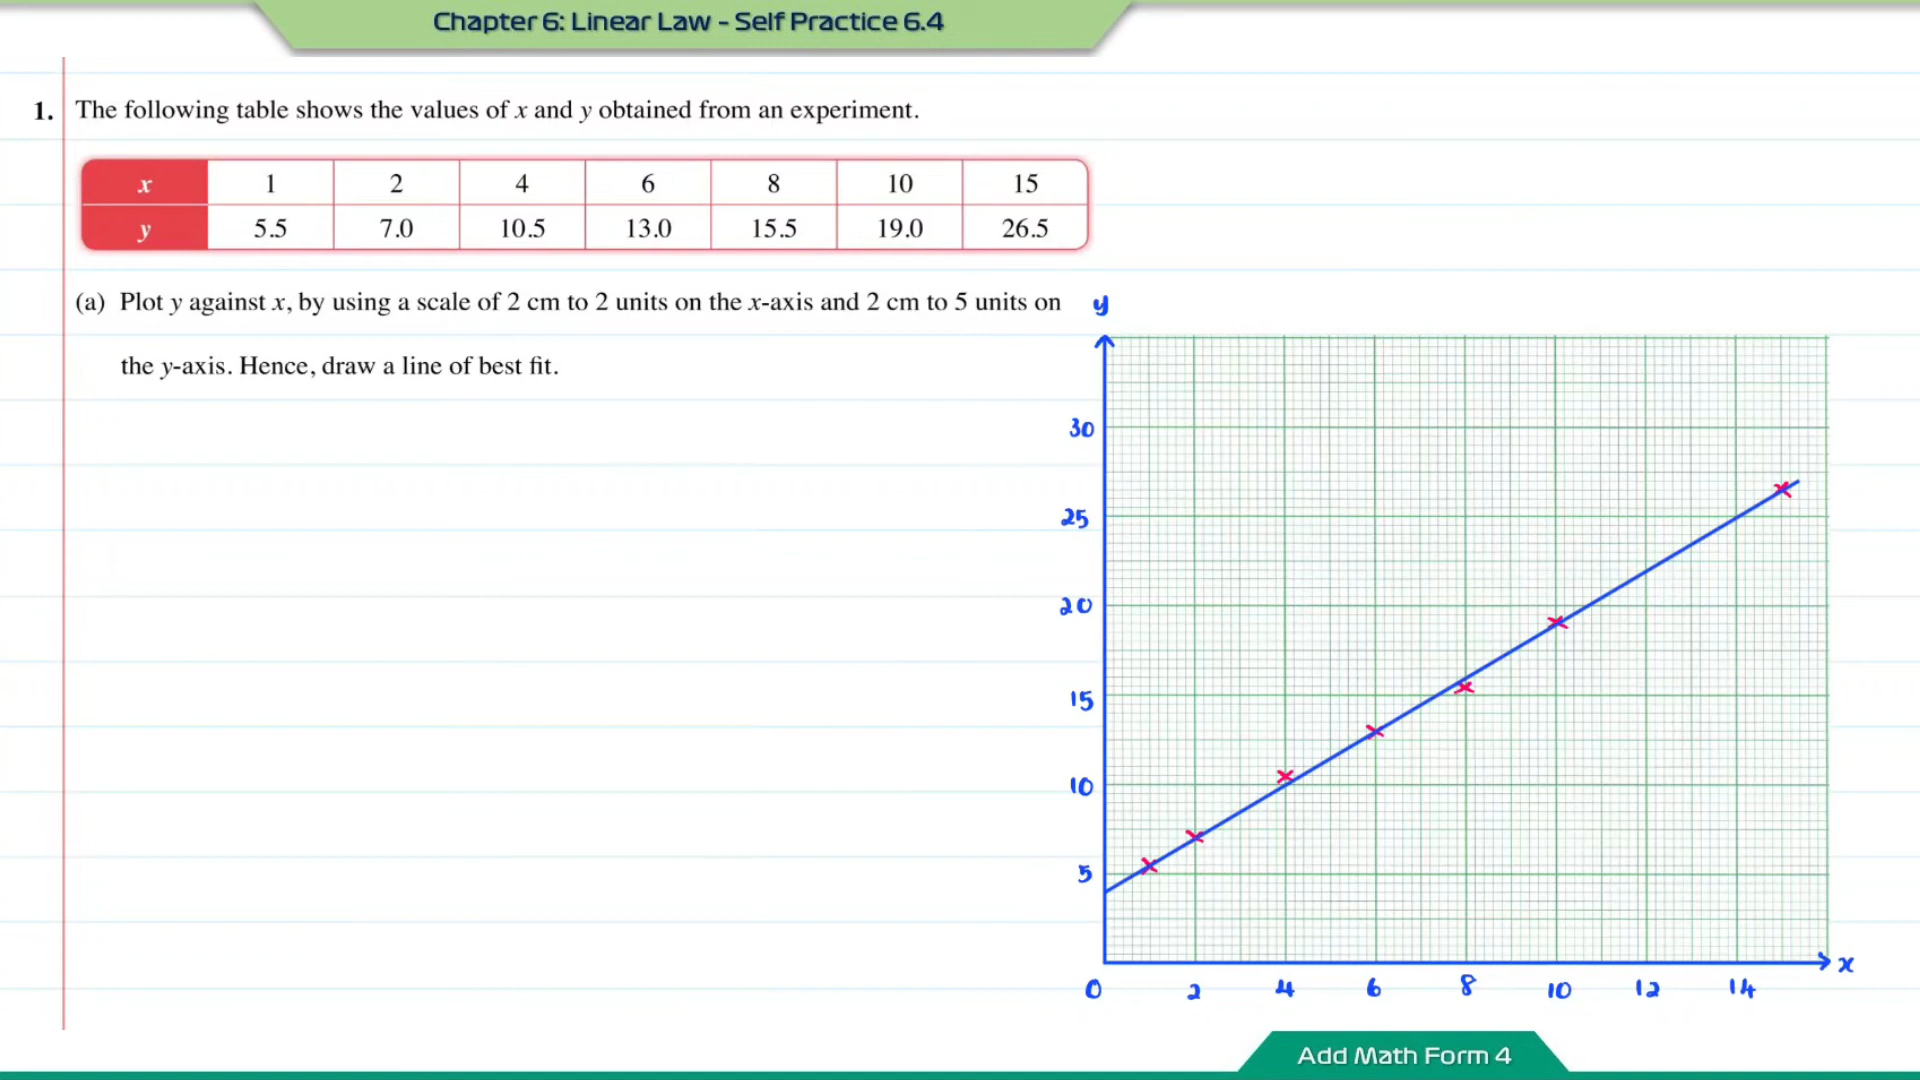 Chapter 6: Linear Law - Self Practice 6.4
1. The following table shows the values of x and y obtained from an experiment.
x 1 2 4 6 8 10 15
y 5.5 7.0 10.5 13.0 15.5 19.0 26.5
(a) Plot y against x, by using a scale of 2 cm to 2 units on the x-axis and 2 cm to 5 units on
the y-axis. Hence, draw a line of best fit.
y
30
25
20
15
10
5
x
0 2 4 6 8 10 12 14
Add Math Form 4